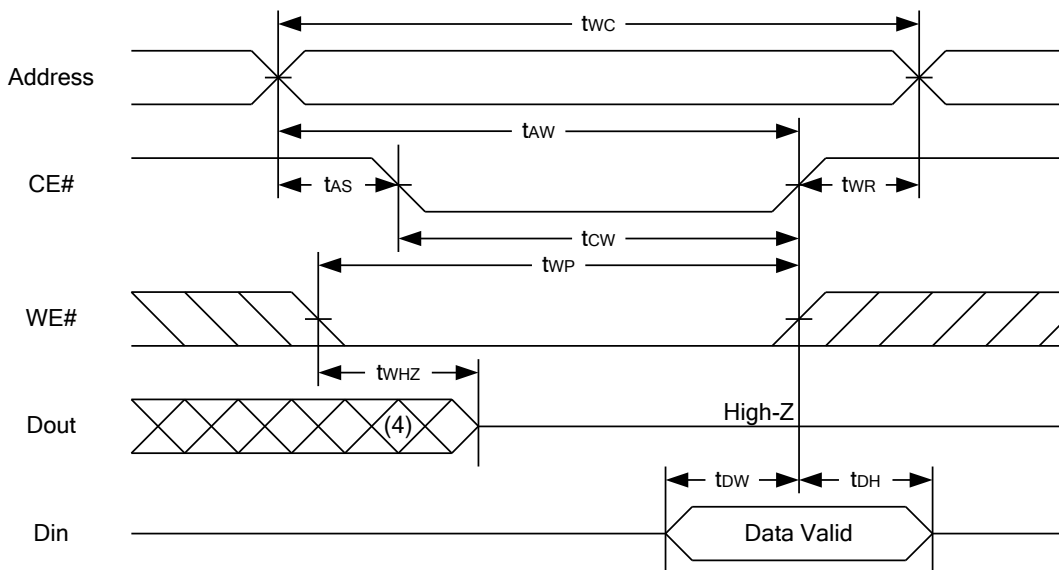 tWC
Address
tAW
CE#
tAS
tWR
tCW
tWP
WE#
tWHZ
Dout
(4)
High-Z
tDW
tDH
Din
Data Valid